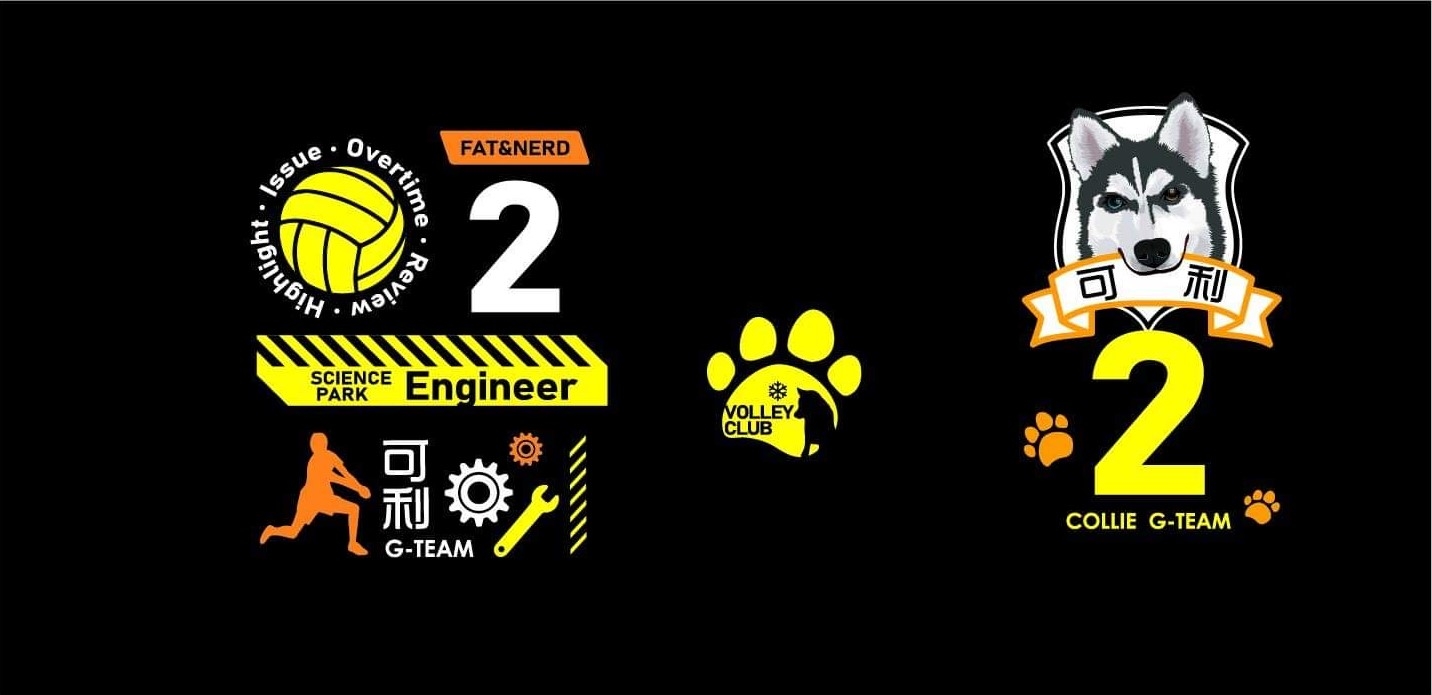 Highlight · Issue · Overtime · Review ·
FAT&NERD
2
SCIENCE
PARK
Engineer
可
利
G-TEAM
VOLLEY
CLUB
可 利
2
COLLIE G-TEAM